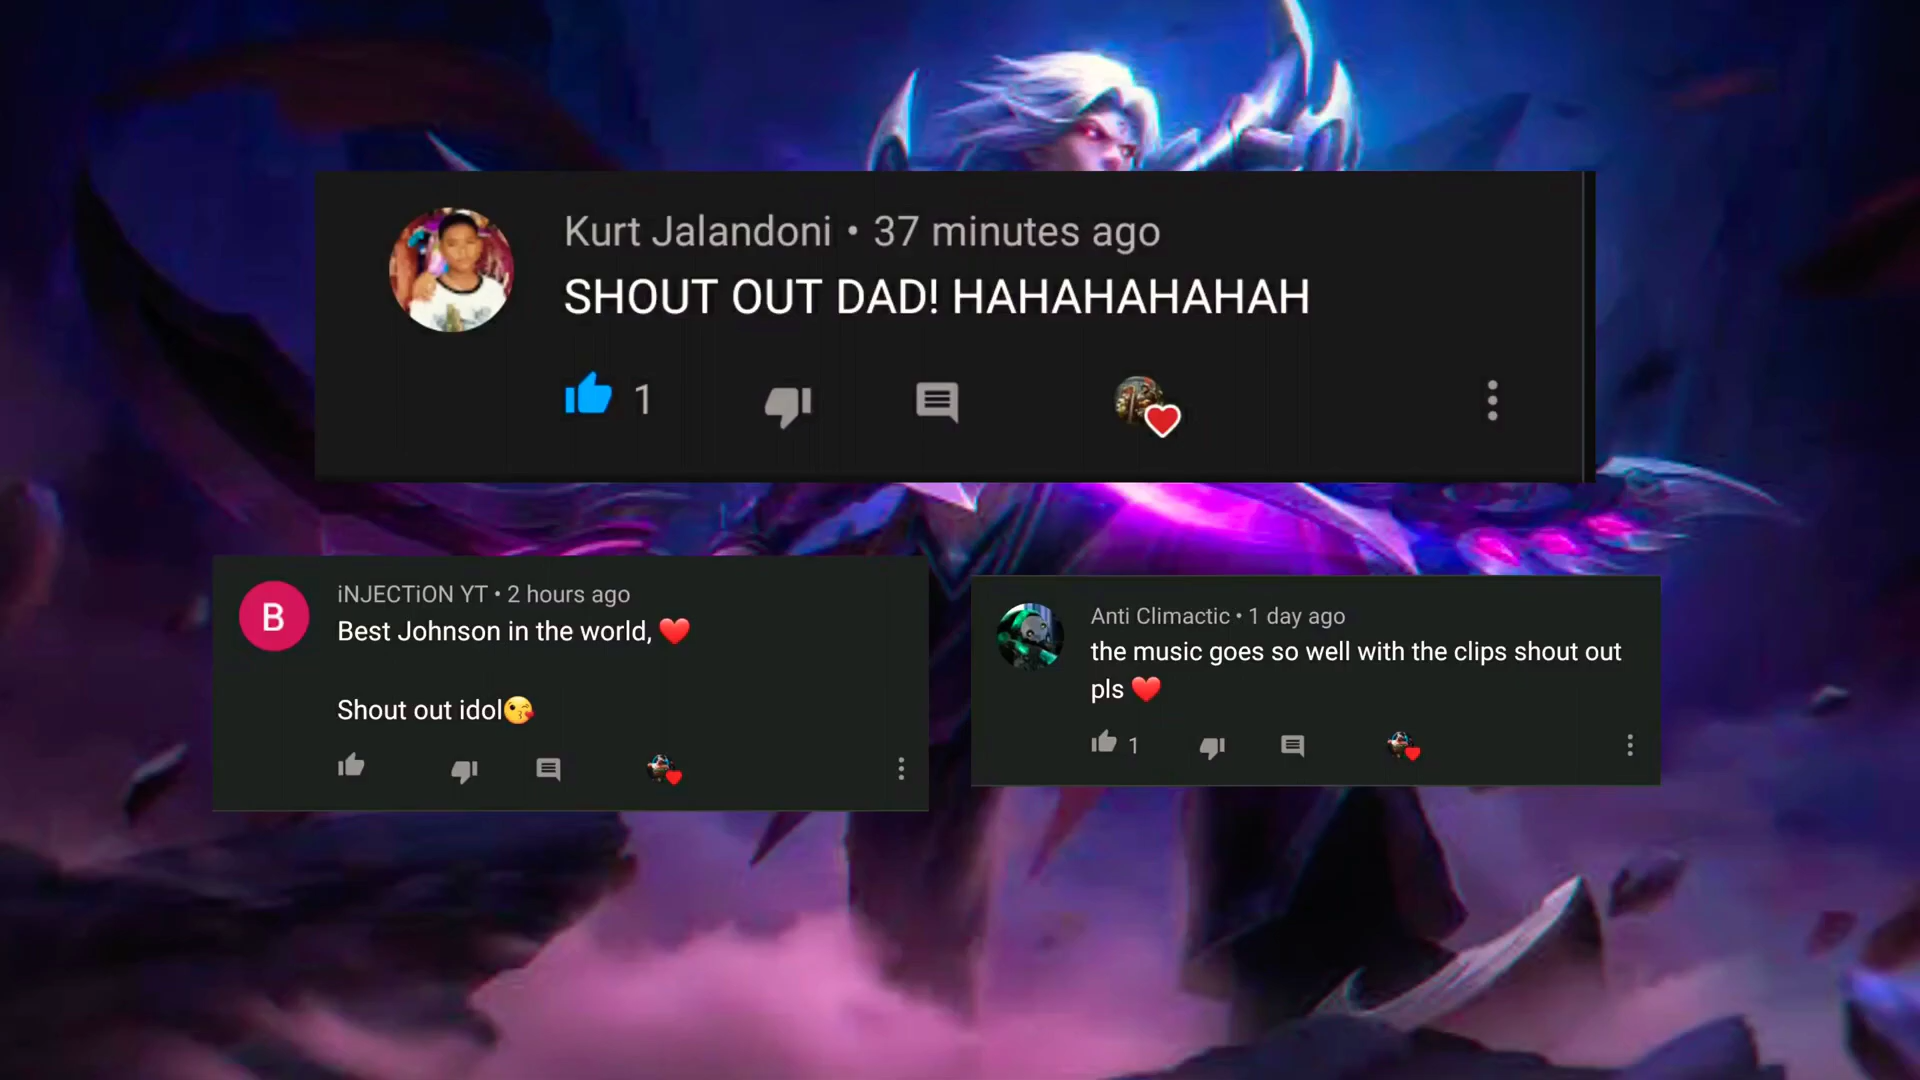 Kurt Jalandoni • 37 minutes ago
SHOUT OUT DAD! HAHAHAHAHAH
1
B
iNJECTiON YT • 2 hours ago
Best Johnson in the world, ❤️
Shout out idol😘
Anti Climactic • 1 day ago
the music goes so well with the clips shout out
pls ❤️
1